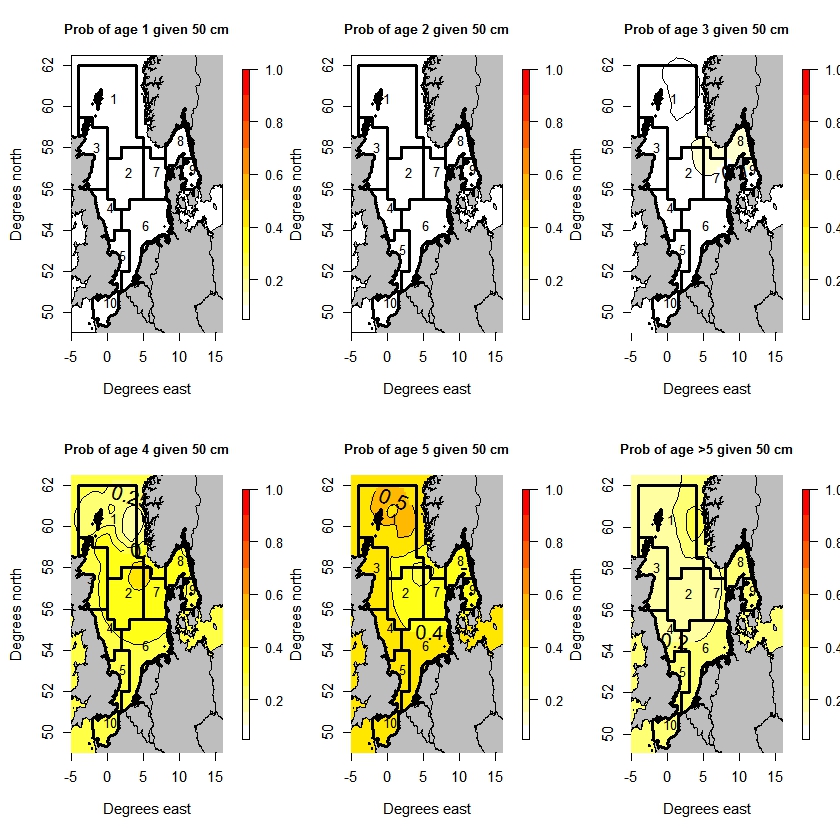 Prob of age 1 given 50 cm
Prob of age 2 given 50 cm
Prob of age 3 given 50 cm
62 1.0 62 1.0 62 1.0
60 1 60 1 60 1
0.8 0.8 0.8
58 3 8 58 3 8 58 3 8
0.6 0.6 0.6
56 2 7 9 56 2 7 9 56 2 7 9
4 6 0.4 4 6 0.4 4 6 0.4
54 54 54
52 5 0.2 52 5 0.2 52 5 0.2
50 10 50 10 50 10
-5 0 5 10 15 -5 0 5 10 15 -5 0 5 10 15
Degrees north Degrees north Degrees north
Degrees east Degrees east Degrees east
Prob of age 4 given 50 cm
Prob of age 5 given 50 cm
Prob of age >5 given 50 cm
62 0.2 1.0 62 0.5 1.0 62 1.0
60 1 60 60 1
0.8 0.8 0.8
58 3 8 58 3 8 58 3 8
0.6 0.6 0.6
56 2 7 9 56 2 7 9 56 2 7 9
4 6 0.4 4 0.4 6 0.4 0.2 6 0.4
54 54 54
52 5 0.2 52 5 0.2 52 5 0.2
50 10 50 10 50 10
-5 0 5 10 15 -5 0 5 10 15 -5 0 5 10 15
Degrees north Degrees north Degrees north
Degrees east Degrees east Degrees east